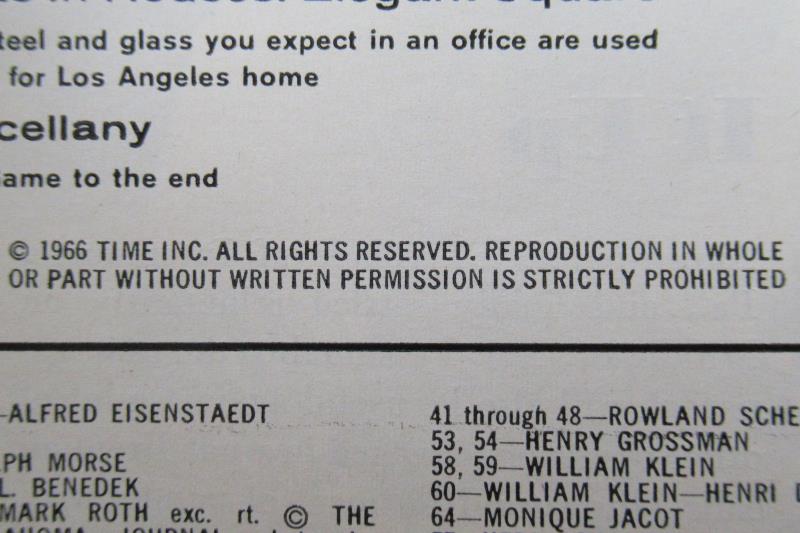 teel and glass you expect in an office are used
for Los Angeles home
cellany
ame to the end
© 1966 TIME INC. ALL RIGHTS RESERVED. REPRODUCTION IN WHOLE
OR PART WITHOUT WRITTEN PERMISSION IS STRICTLY PROHIBITED
—ALFRED EISENSTAEDT
PH MORSE
L. BENEDEK
MARK ROTH exc. rt. © THE
41 through 48—ROWLAND SCHE
53, 54—HENRY GROSSMAN
58, 59—WILLIAM KLEIN
60—WILLIAM KLEIN—HENRI
64—MONIQUE JACOT